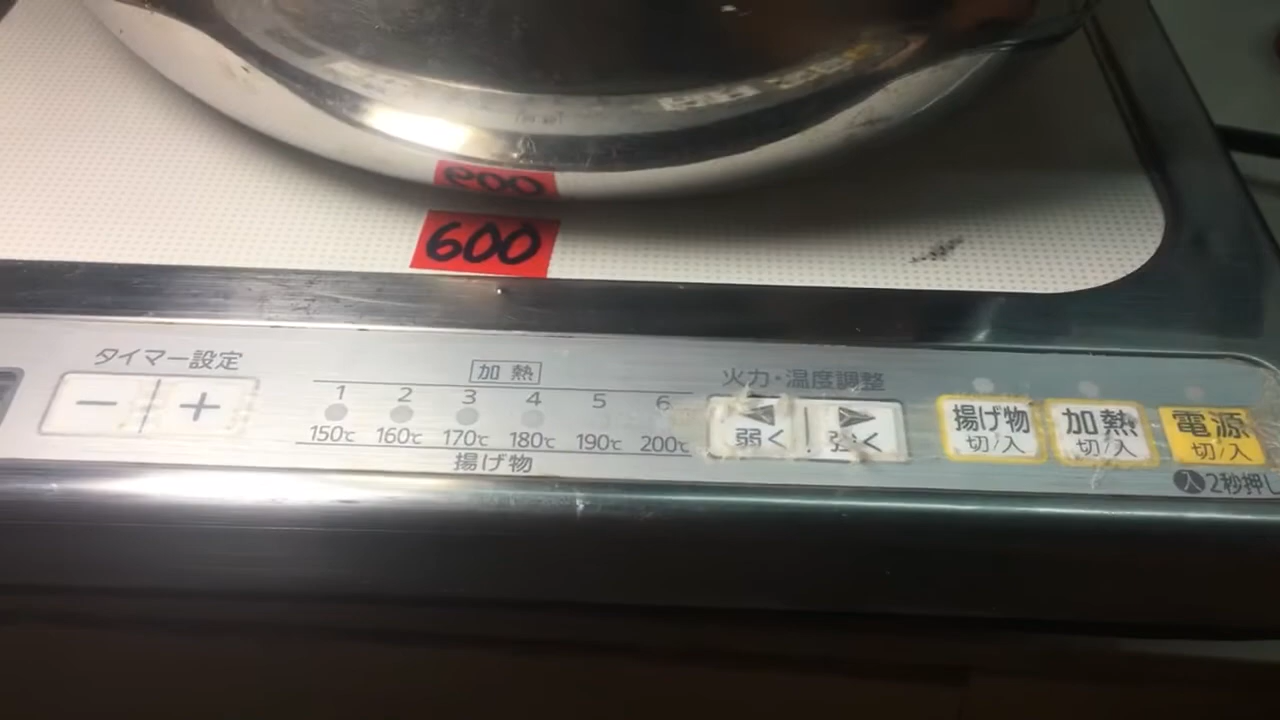 600
タイマー設定
－ ＋
加熱
1 2 3 4 5 6
150℃ 160℃ 170℃ 180℃ 190℃ 200℃
揚げ物
火力・温度調整
弱く 強く
揚げ物
切/入
加熱
切/入
電源
切/入
入2秒押し